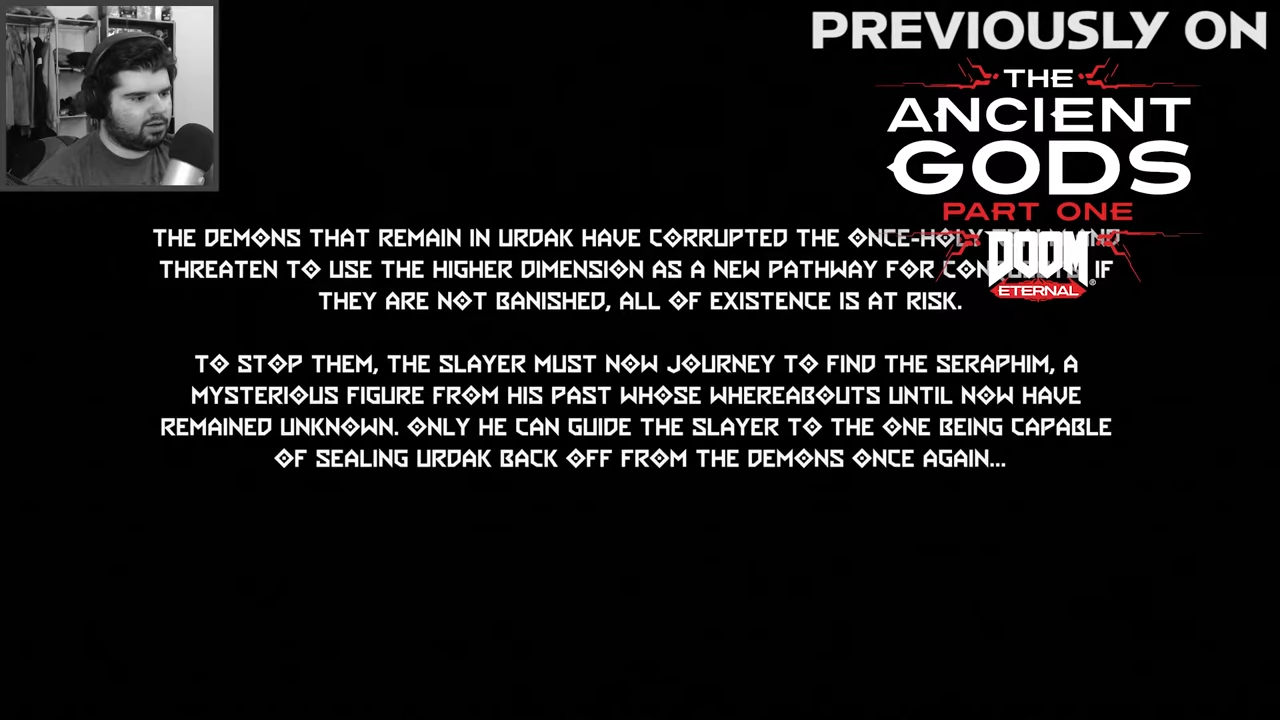 PREVIOUSLY ON
THE
ANCIENT
GODS
PART ONE
DOOM®
ETERNAL
THE DEMONS THAT REMAIN IN URDAK HAVE CORRUPTED THE ONCE-HOLY
THREATEN TO USE THE HIGHER DIMENSION AS A NEW PATHWAY FOR IF
THEY ARE NOT BANISHED, ALL OF EXISTENCE IS AT RISK.
TO STOP THEM, THE SLAYER MUST NOW JOURNEY TO FIND THE SERAPHIM, A
MYSTERIOUS FIGURE FROM HIS PAST WHOSE WHEREABOUTS UNTIL NOW HAVE
REMAINED UNKNOWN. ONLY HE CAN GUIDE THE SLAYER TO THE ONE BEING CAPABLE
OF SEALING URDAK BACK OFF FROM THE DEMONS ONCE AGAIN...